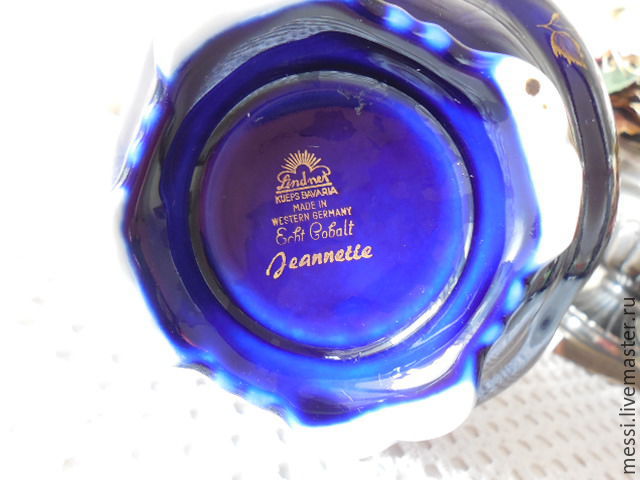 Lindner
KUEPS BAVARIA
MADE IN
WESTERN GERMANY
Echt Cobalt
Jeannette
messi.livemaster.ru